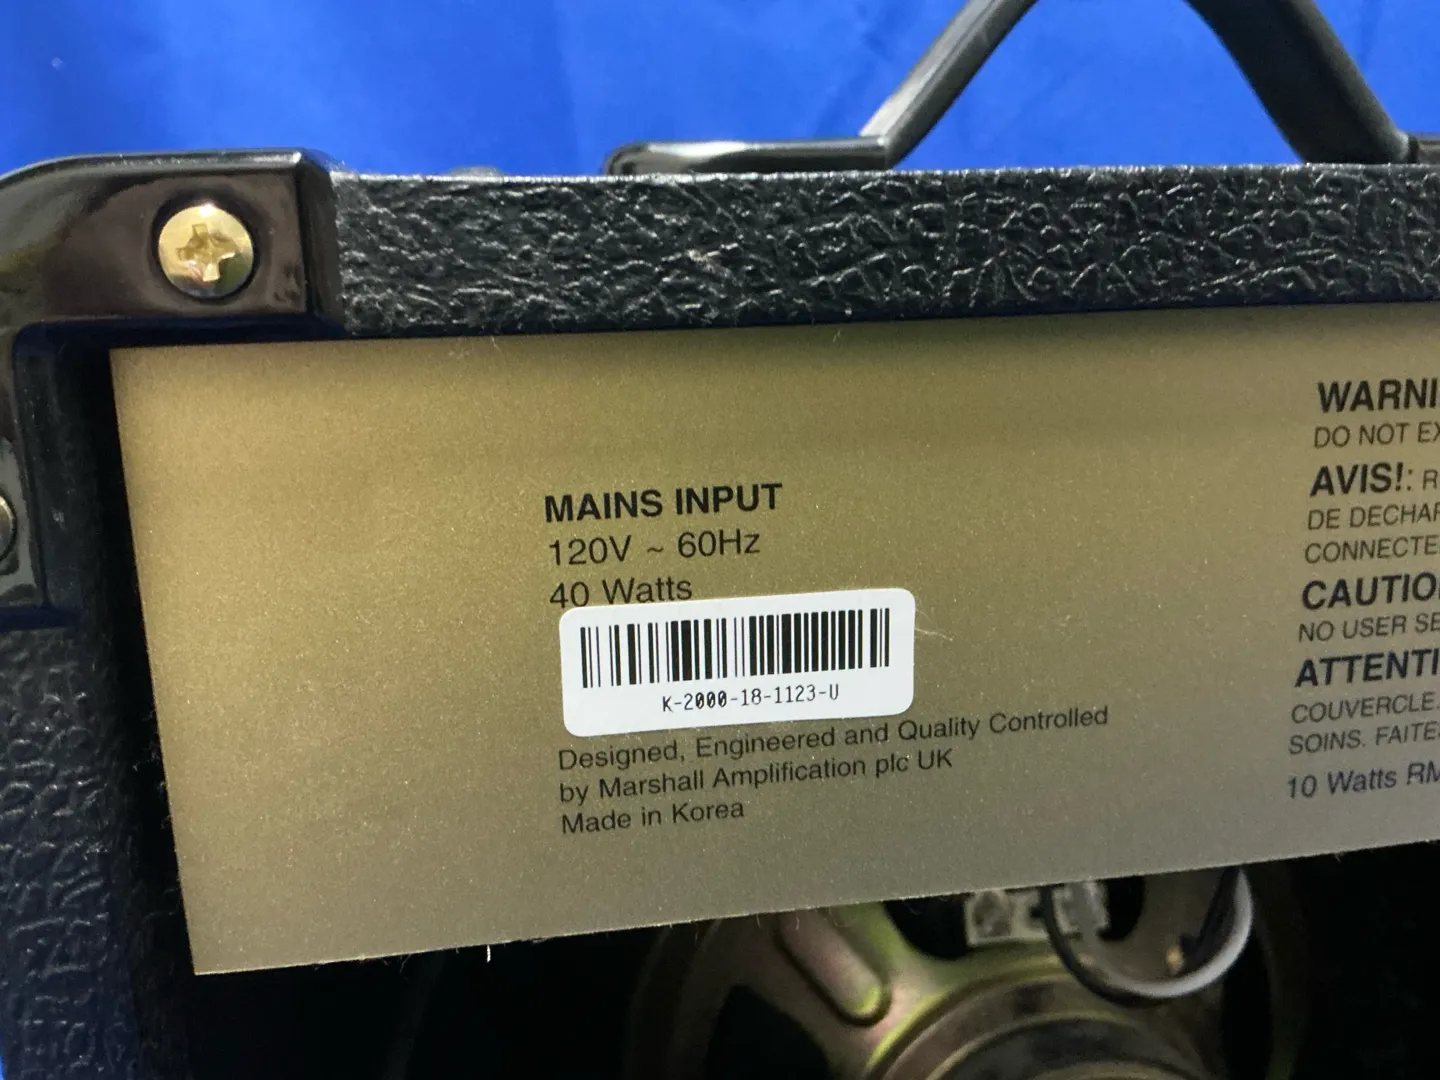 MAINS INPUT
120V ~ 60Hz
40 Watts
K-2000-18-1123-U
Designed, Engineered and Quality Controlled
by Marshall Amplification plc UK
Made in Korea
WARNI
DO NOT EX
AVIS!: R
DE DECHAR
CONNECTE
CAUTIO
NO USER SE
ATTENTI
COUVERCLE.
SOINS. FAITE
10 Watts RM